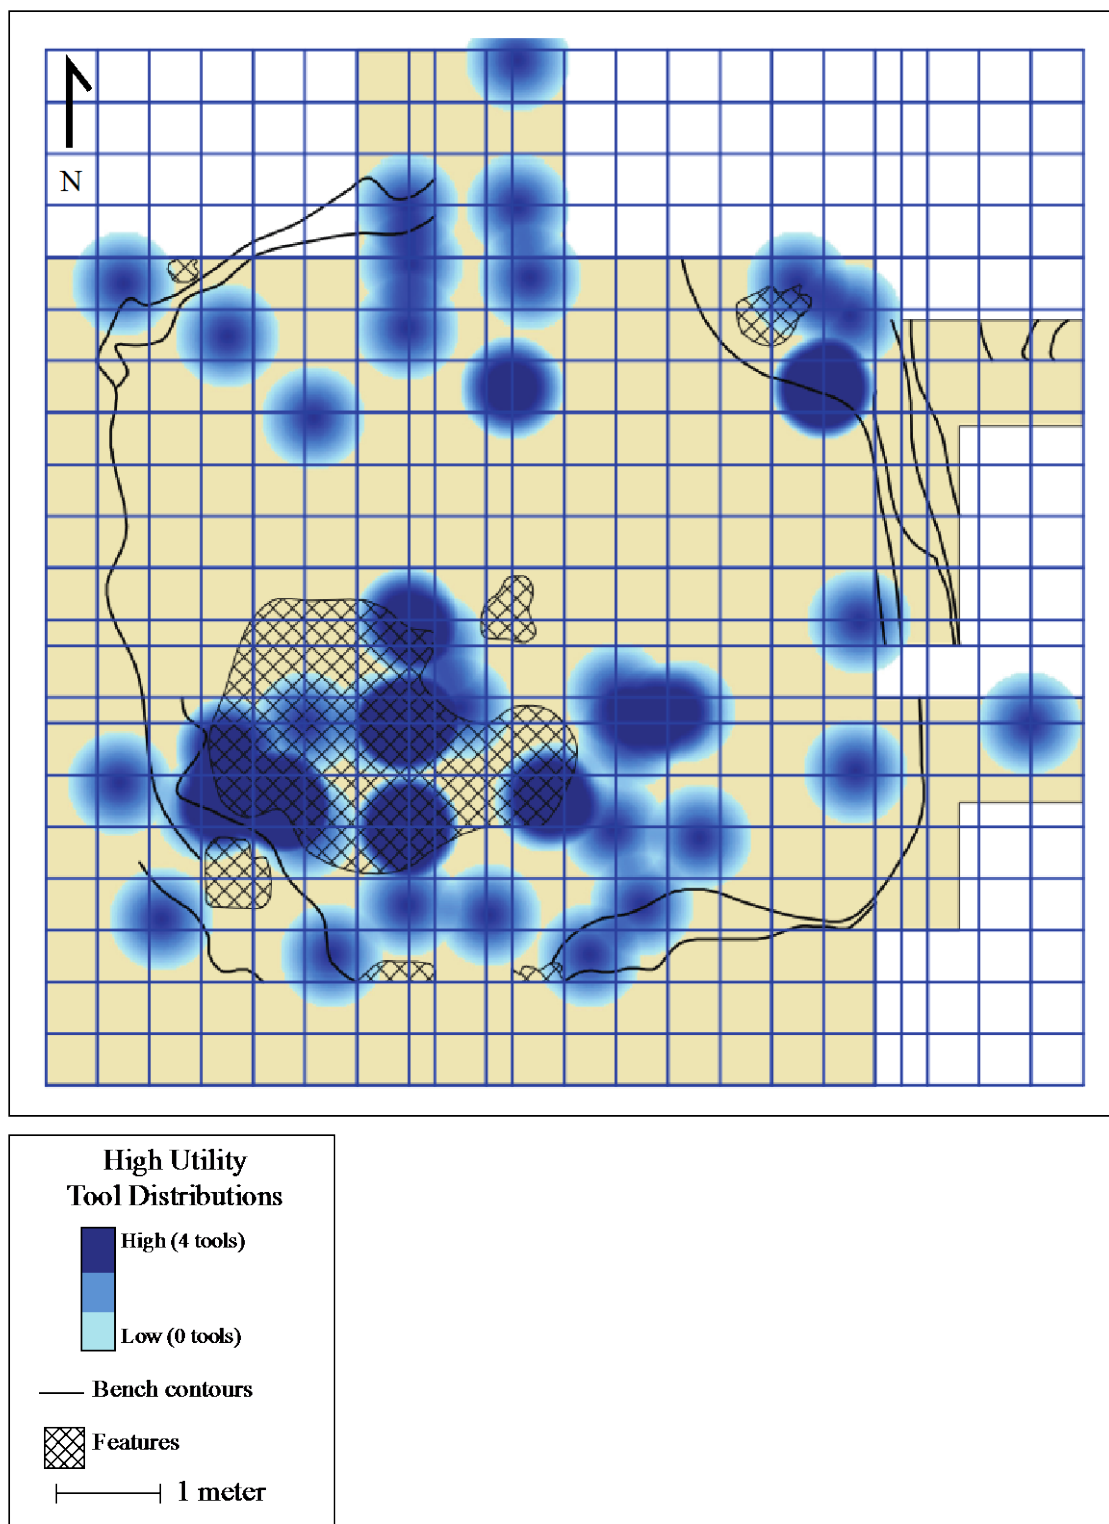 N
High Utility
Tool Distributions
High (4 tools)
Low (0 tools)
Bench contours
Features
1 meter